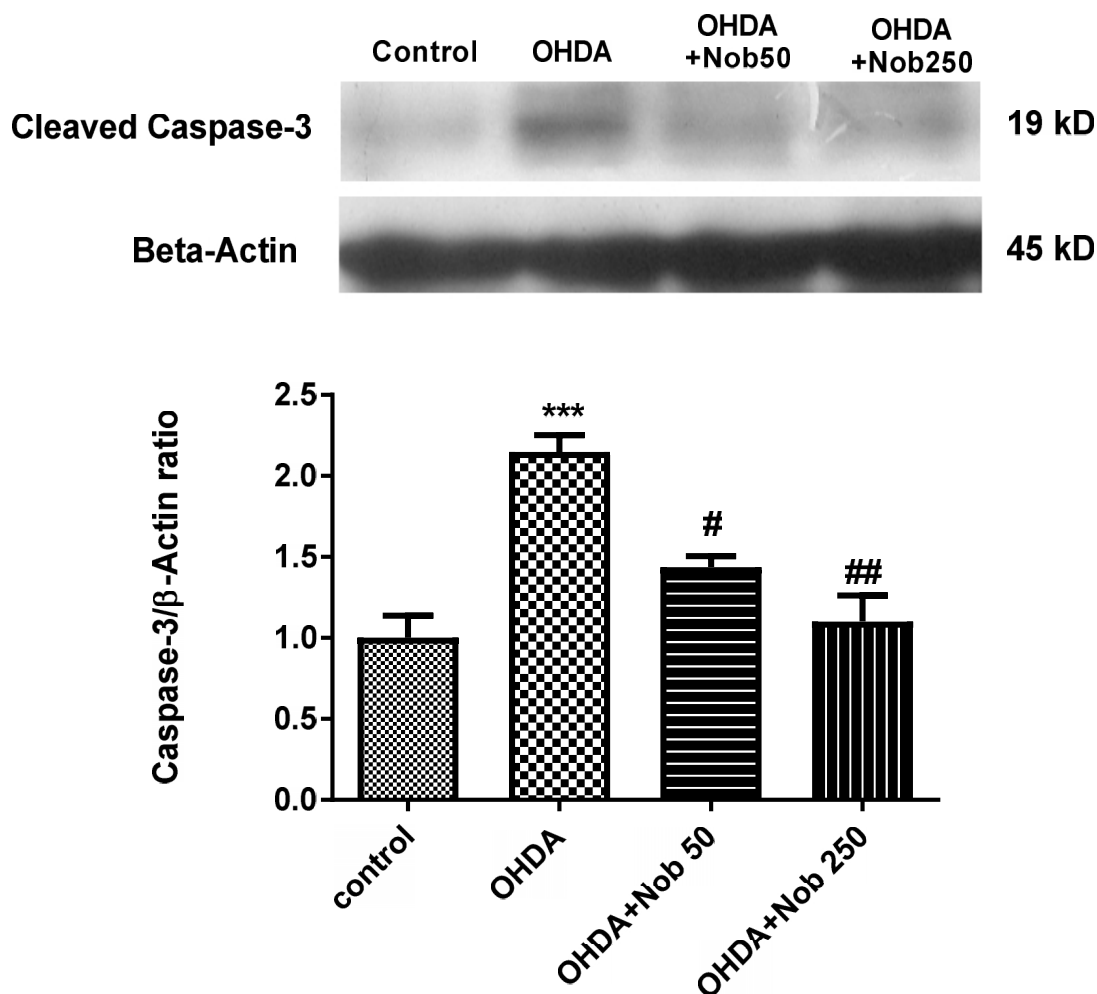 Control
OHDA
OHDA
+Nob50
OHDA
+Nob250
Cleaved Caspase-3
19 kD
Beta-Actin
45 kD
Caspase-3/β-Actin ratio
2.5
2.0
1.5
1.0
0.5
0.0
***
#
##
control
OHDA
OHDA+Nob 50
OHDA+Nob 250